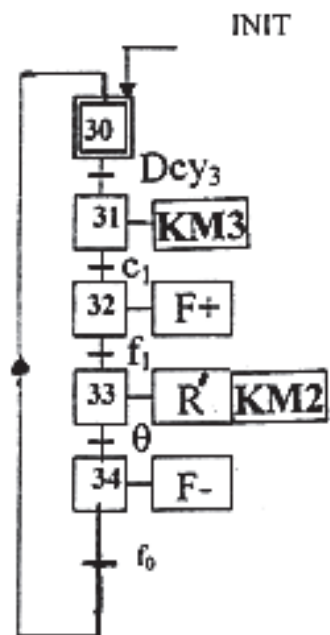 INIT
30
Dcy₃
31 KM3
c₁
32 F+
f₁
33 R' KM2
θ
34 F-
f₀